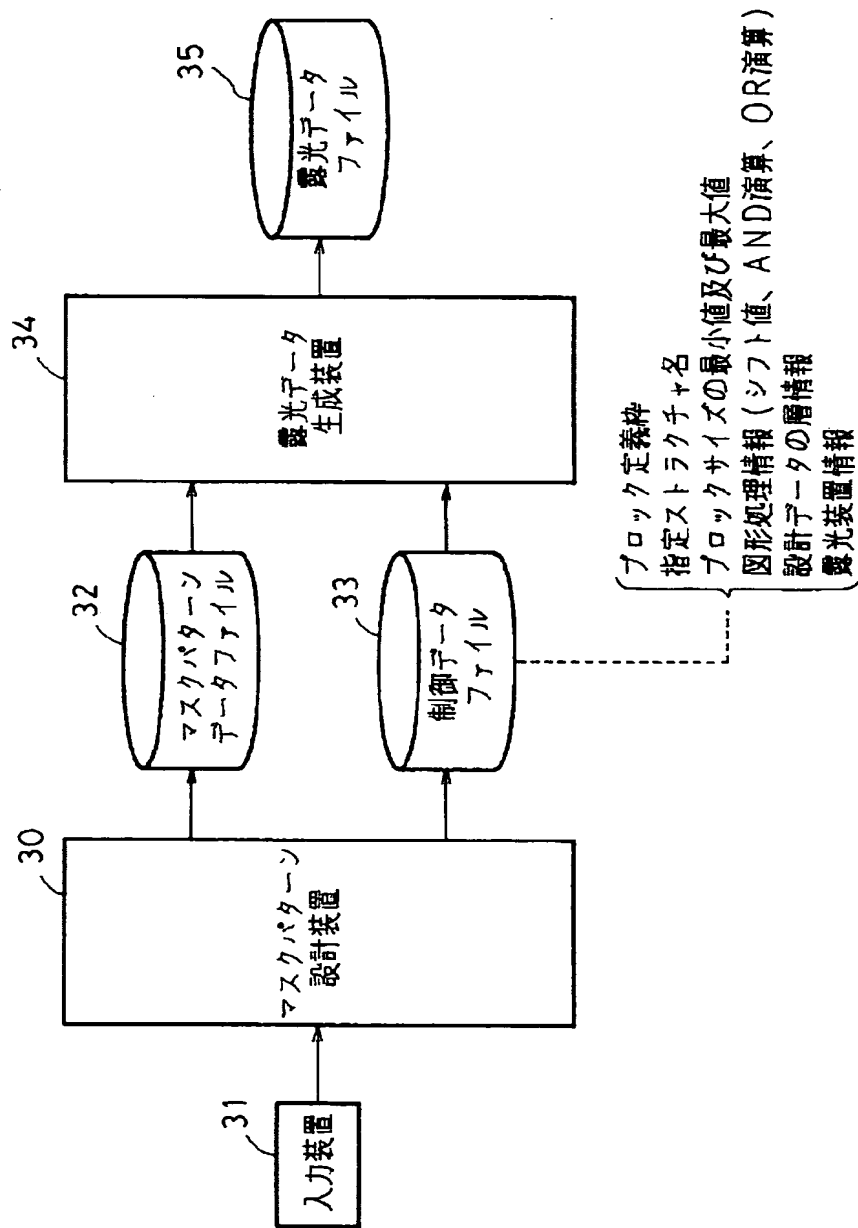 31
入力装置
30
マスクパターン
設計装置
32
マスクパターン
データファイル
33
制御データ
ファイル
34
露光データ
生成装置
35
露光データ
ファイル
ブロック定義枠
指定ストラクチャ名
ブロックサイズの最小値及び最大値
図形処理情報(シフト値、AND演算、OR演算)
設計データの層情報
露光装置情報